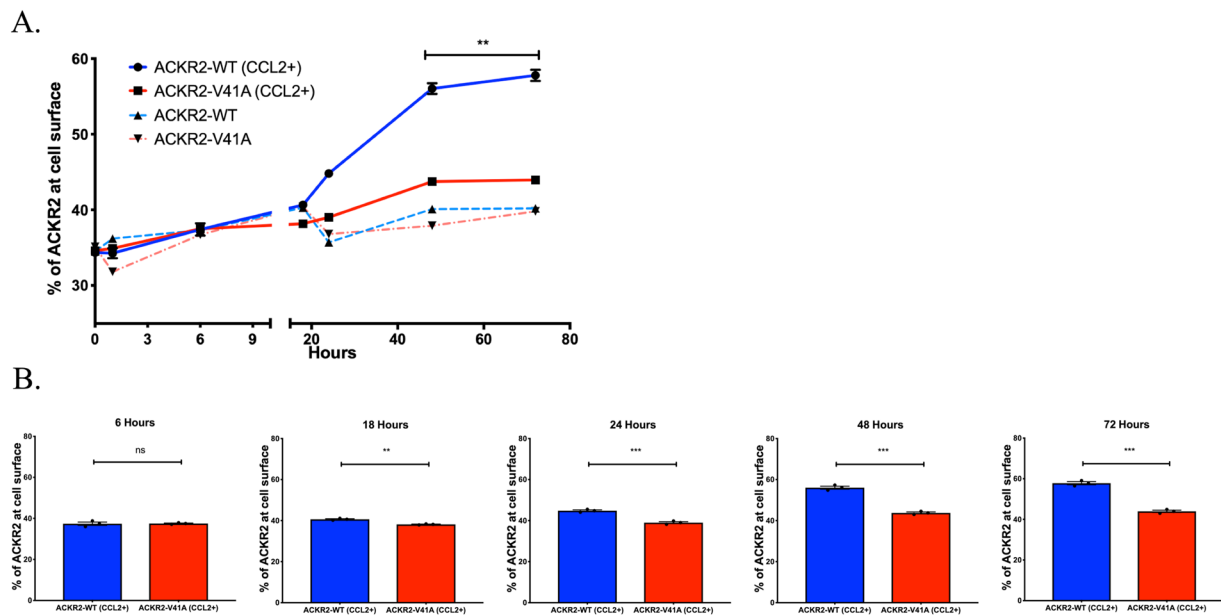 A.
**
60
50
40
30
% of ACKR2 at cell surface
ACKR2-WT (CCL2+)
ACKR2-V41A (CCL2+)
ACKR2-WT
ACKR2-V41A
0 3 6 9 20 40 60 80
Hours
B.
6 Hours
80
60
40
20
0
% of ACKR2 at cell surface
ns
ACKR2-WT (CCL2+) ACKR2-V41A (CCL2+)
18 Hours
80
60
40
20
0
% of ACKR2 at cell surface
**
ACKR2-WT (CCL2+) ACKR2-V41A (CCL2+)
24 Hours
80
60
40
20
0
% of ACKR2 at cell surface
***
ACKR2-WT (CCL2+) ACKR2-V41A (CCL2+)
48 Hours
80
60
40
20
0
% of ACKR2 at cell surface
***
ACKR2-WT (CCL2+) ACKR2-V41A (CCL2+)
72 Hours
80
60
40
20
0
% of ACKR2 at cell surface
***
ACKR2-WT (CCL2+) ACKR2-V41A (CCL2+)